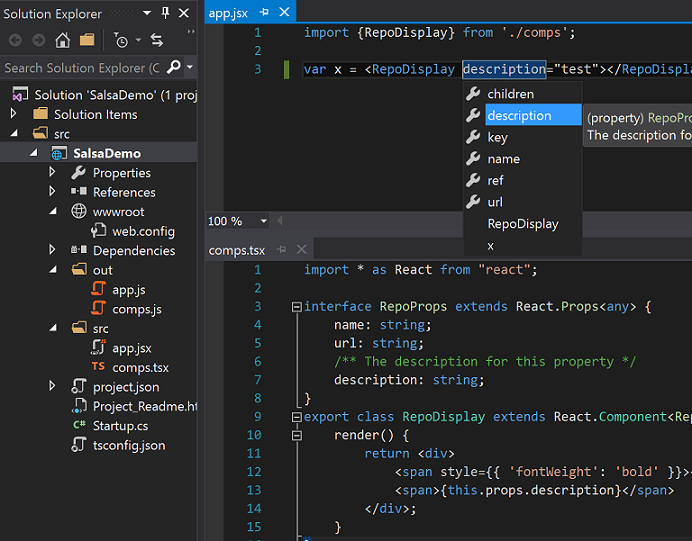 Solution Explorer
Search Solution Explorer (C
Solution 'SalsaDemo' (1 proj
Solution Items
src
SalsaDemo
Properties
References
wwwroot
web.config
Dependencies
out
app.js
comps.js
src
app.jsx
TS comps.tsx
project.json
Project_Readme.ht
C# Startup.cs
tsconfig.json
app.jsx
1 import {RepoDisplay} from './comps';
2
3 var x = <RepoDisplay description="test"></RepoDispla
children
description
key
name
ref
url
RepoDisplay
x
(property) RepoProp
The description fo
100 %
comps.tsx
1 import * as React from "react";
2
3 interface RepoProps extends React.Props<any> {
4 name: string;
5 url: string;
6 /** The description for this property */
7 description: string;
8 }
9 export class RepoDisplay extends React.Component<Rep
10 render() {
11 return <div>
12 <span style={{ 'fontWeight': 'bold' }}><
13 <span>{this.props.description}</span>
14 </div>;
15 }